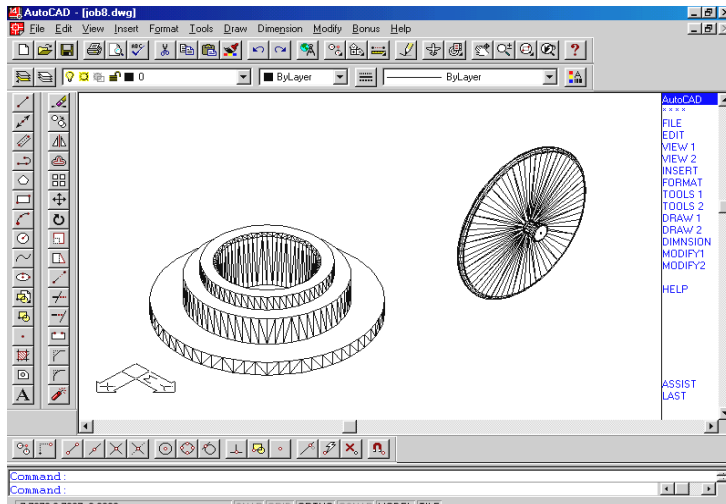 AutoCAD - [job8.dwg]
File Edit View Insert Format Tools Draw Dimension Modify Bonus Help
0 ByLayer ByLayer
AutoCAD
* * * *
FILE
EDIT
VIEW 1
VIEW 2
INSERT
FORMAT
TOOLS 1
TOOLS 2
DRAW 1
DRAW 2
DIMNSION
MODIFY1
MODIFY2
HELP
ASSIST
LAST
Command:
Command: